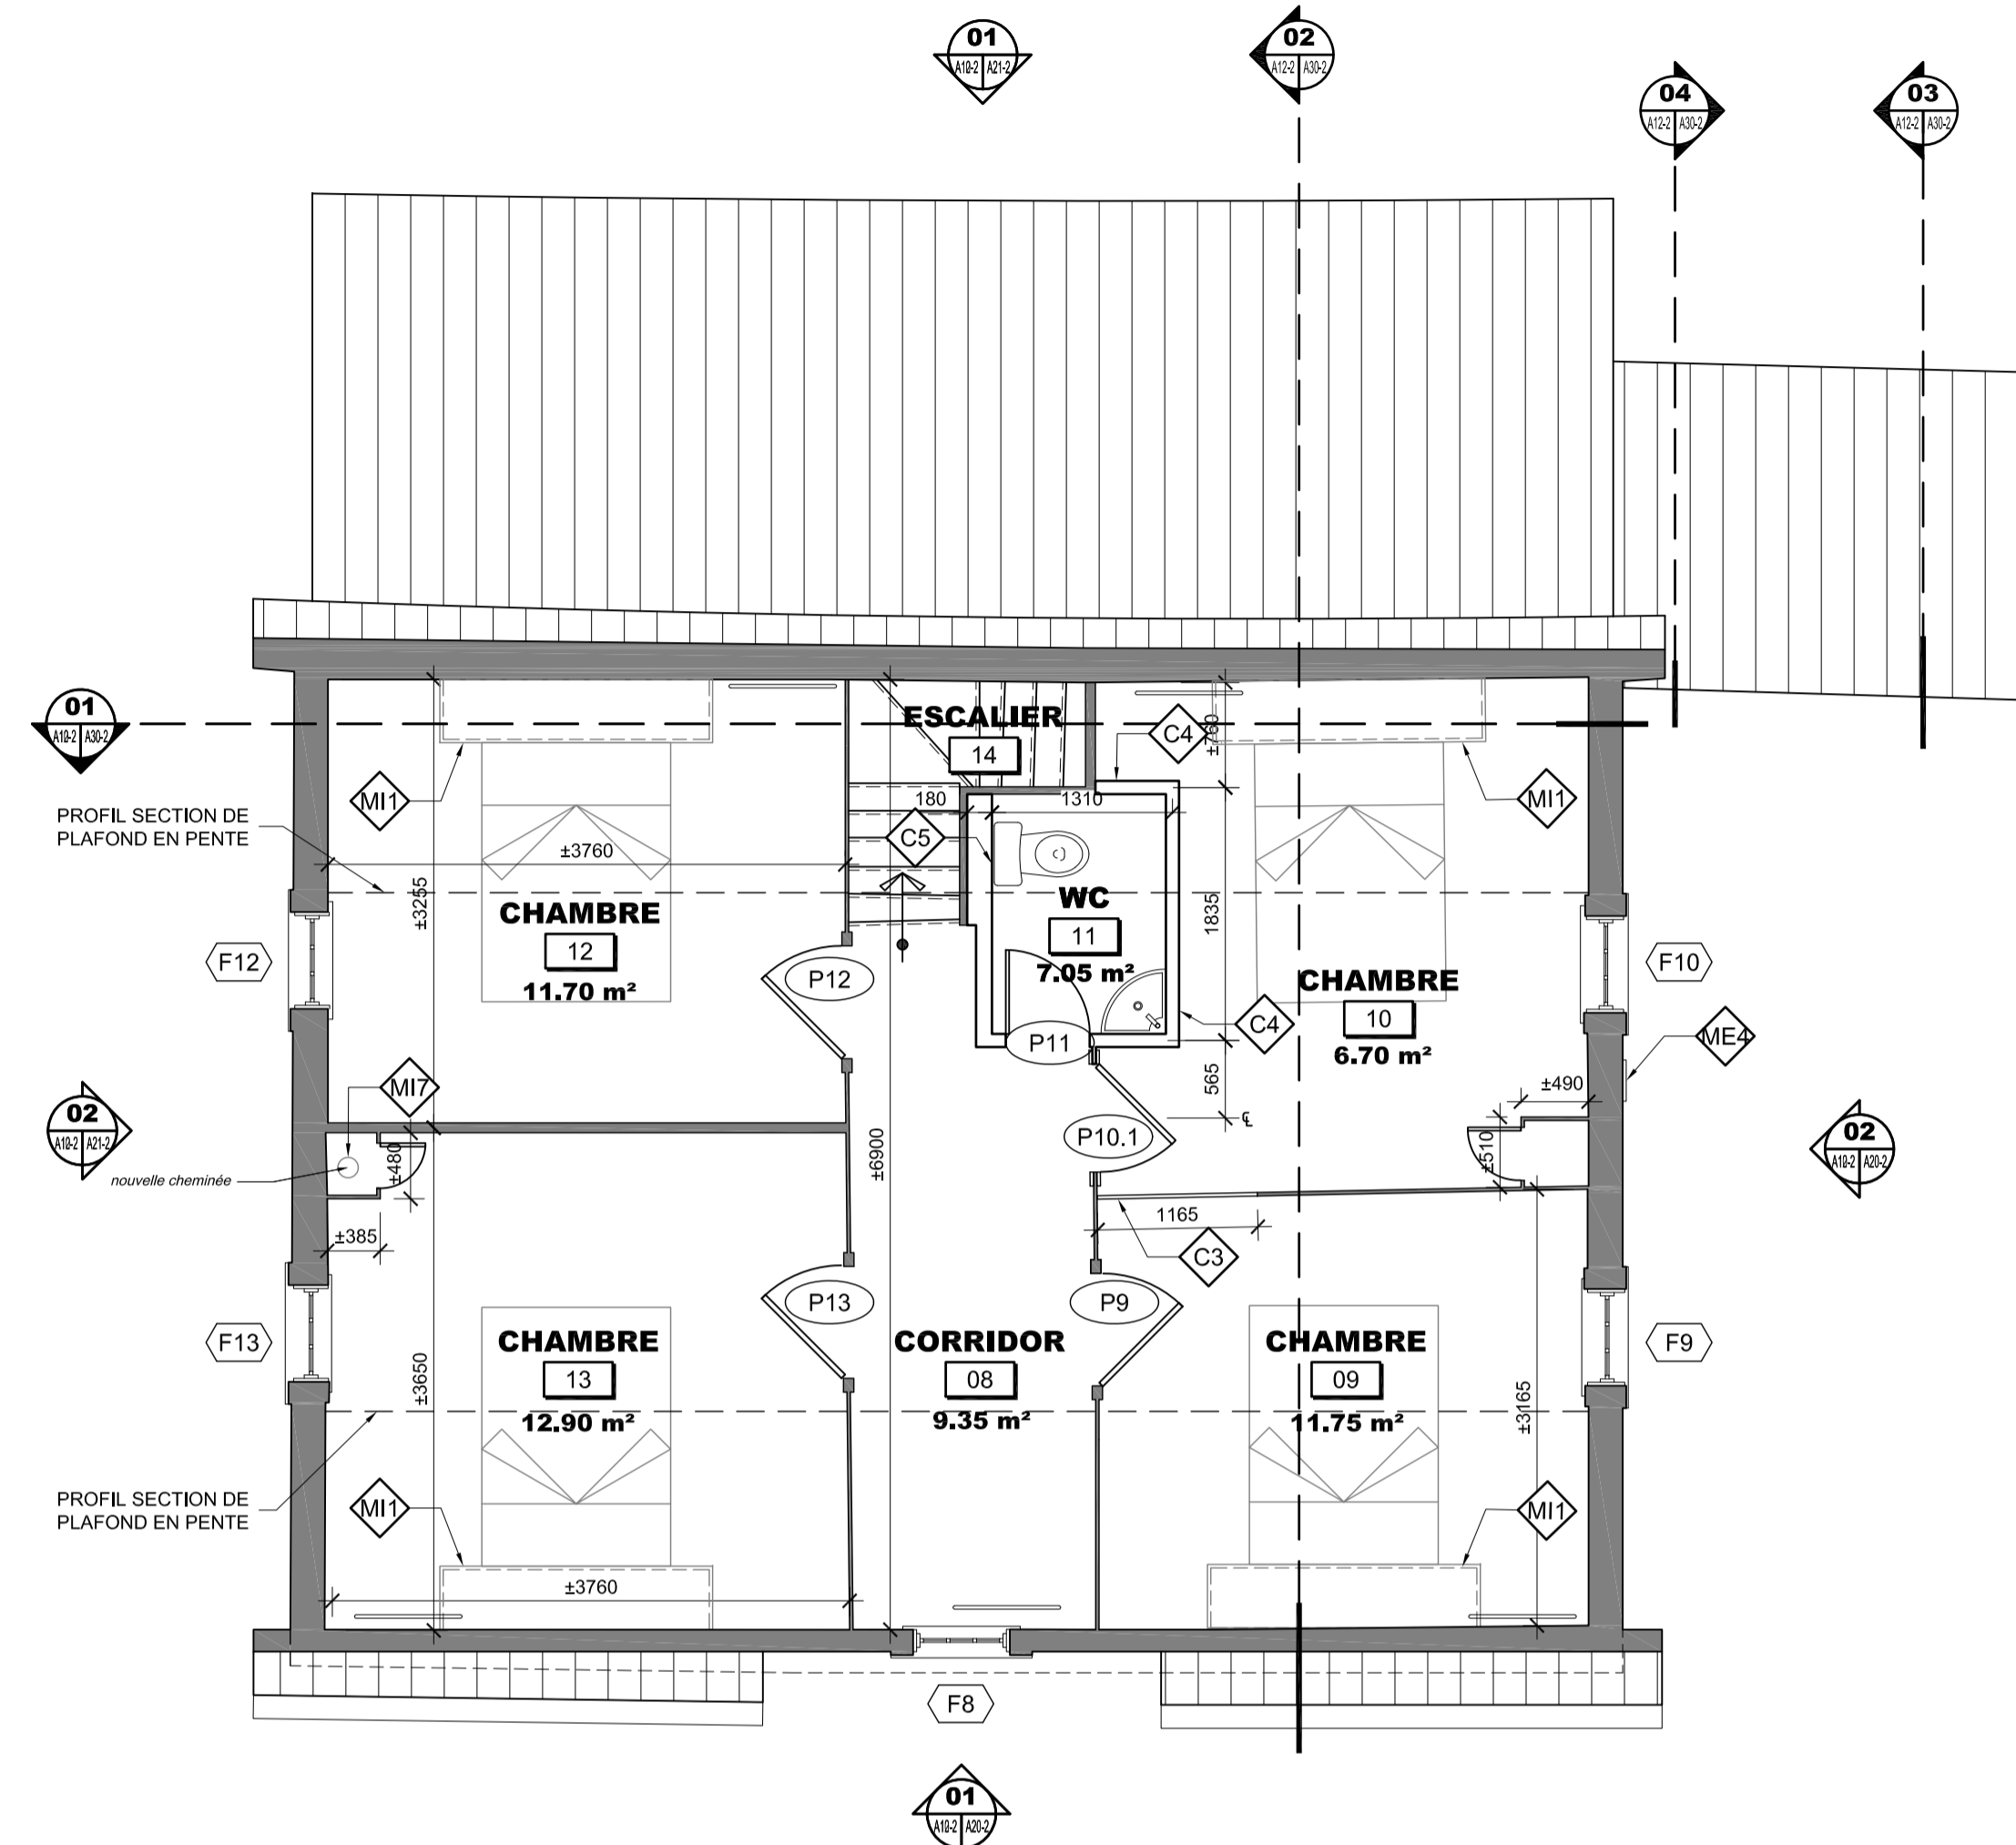 01
A10-2 A21-2
02
A12-2 A30-2
04
A12-2 A30-2
03
A12-2 A30-2
01
A10-2 A30-2
ESCALIER
14
±760
C4
MI1
MI1
180
1310
C5
PROFIL SECTION DE
PLAFOND EN PENTE
±3760
±3255
CHAMBRE
12
11.70 m²
WC
11
7.05 m²
1835
CHAMBRE
10
6.70 m²
F12
P12
F10
P11
C4
ME4
565
℄
±490
MI7
02
A10-2 A21-2
nouvelle cheminée
±480
±6900
P10.1
±510
02
A10-2 A20-2
±385
1165
C3
P13
P9
F13
CHAMBRE
13
12.90 m²
CORRIDOR
08
9.35 m²
CHAMBRE
09
11.75 m²
F9
±3650
±3165
PROFIL SECTION DE
PLAFOND EN PENTE
MI1
MI1
±3760
F8
01
A10-2 A20-2